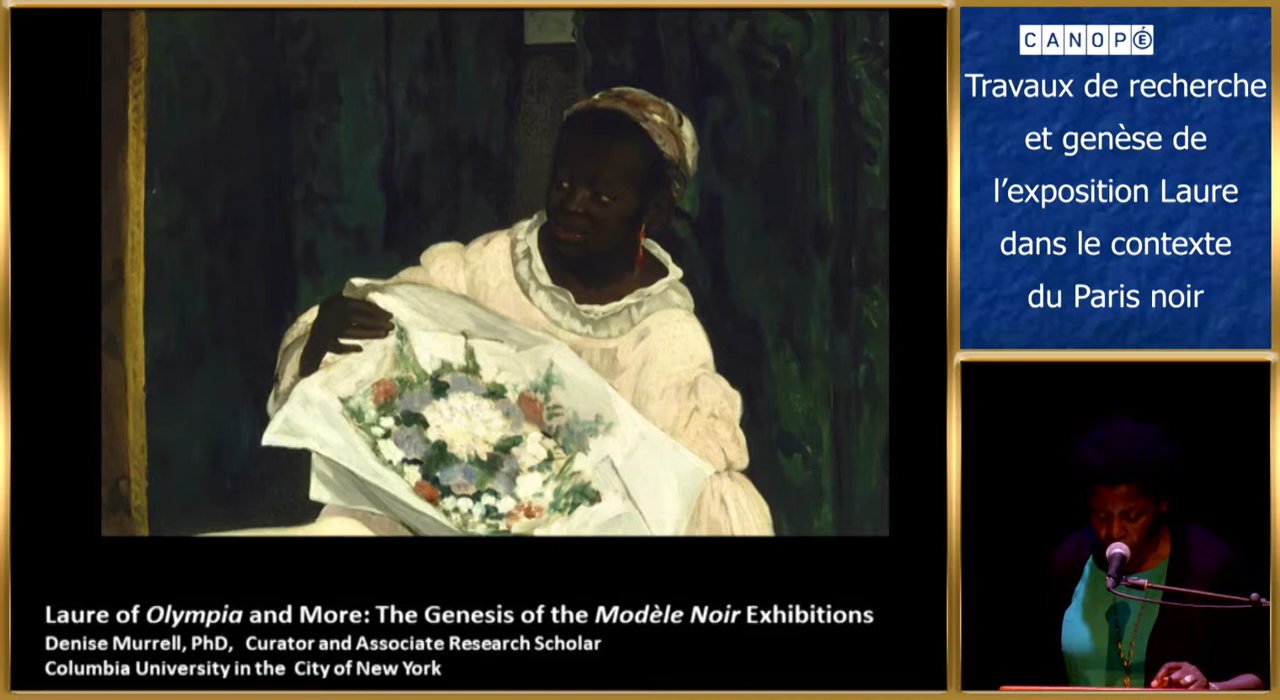 Laure of Olympia and More: The Genesis of the Modèle Noir Exhibitions
Denise Murrell, PhD, Curator and Associate Research Scholar
Columbia University in the City of New York
CANOPÉ
Travaux de recherche
et genèse de
l’exposition Laure
dans le contexte
du Paris noir